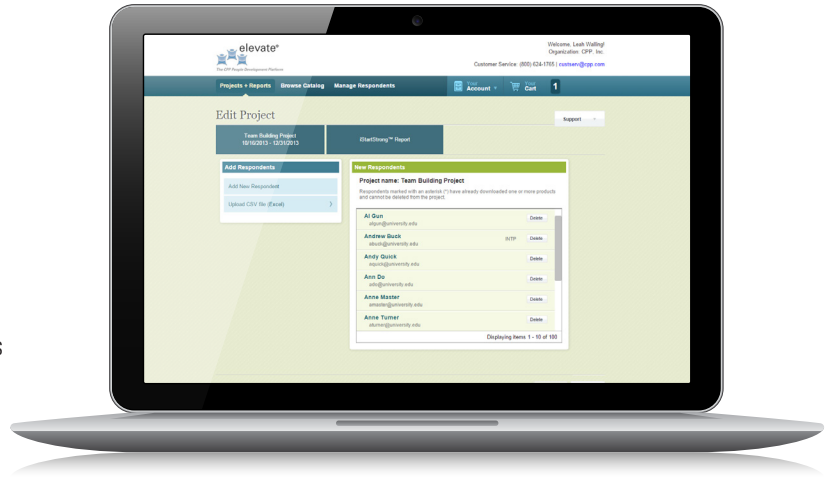 elevate®
The CPP People Development Platform
Welcome, Leah Walling!
Organization: CPP, Inc.
Customer Service: (800) 624-1765 | custserv@cpp.com
Projects + Reports Browse Catalog Manage Respondents Your Account Your Cart 1
Edit Project
Support
Team Building Project
10/16/2013 - 12/31/2013
iStartStrong™ Report
Add Respondents
Add New Respondent
Upload CSV file (Excel)
New Respondents
Project name: Team Building Project
Respondents marked with an asterisk (*) have already downloaded one or more products
and cannot be deleted from the project.
Al Gun Delete
algun@university.edu
Andrew Buck Delete
abuck@university.edu
Andy Quick Delete
aquick@university.edu
Ann Do Delete
ado@university.edu
Anne Master Delete
amaster@university.edu
Anne Turner Delete
aturner@university.edu
Displaying items 1 - 10 of 100
s